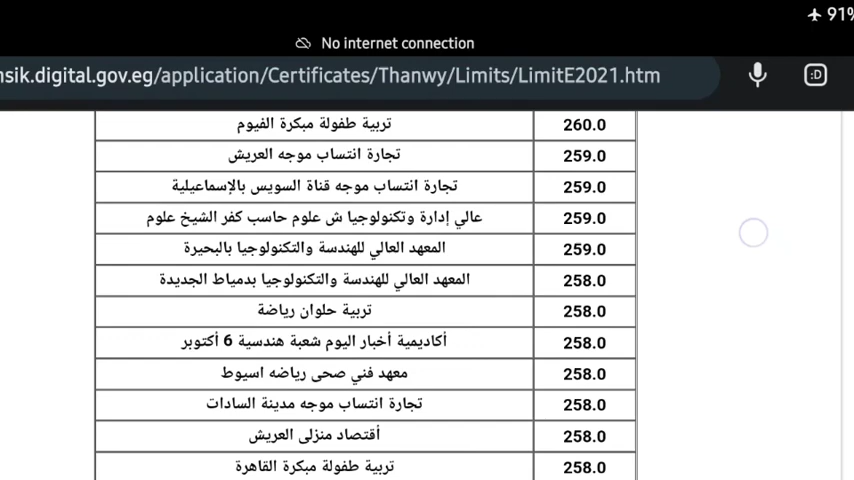 91%
No internet connection
nsik.digital.gov.eg/application/Certificates/Thanwy/Limits/LimitE2021.htm
:D
تربية طفولة مبكرة الفيوم 260.0
تجارة انتساب موجه العريش 259.0
تجارة انتساب موجه قناة السويس بالإسماعيلية 259.0
عالي إدارة وتكنولوجيا ش علوم حاسب كفر الشيخ علوم 259.0
المعهد العالي للهندسة والتكنولوجيا بالبحيرة 259.0
المعهد العالي للهندسة والتكنولوجيا بدمياط الجديدة 258.0
تربية حلوان رياضة 258.0
أكاديمية أخبار اليوم شعبة هندسية 6 أكتوبر 258.0
معهد فني صحى رياضه اسيوط 258.0
تجارة انتساب موجه مدينة السادات 258.0
أقتصاد منزلى العريش 258.0
تربية طفولة مبكرة القاهرة 258.0